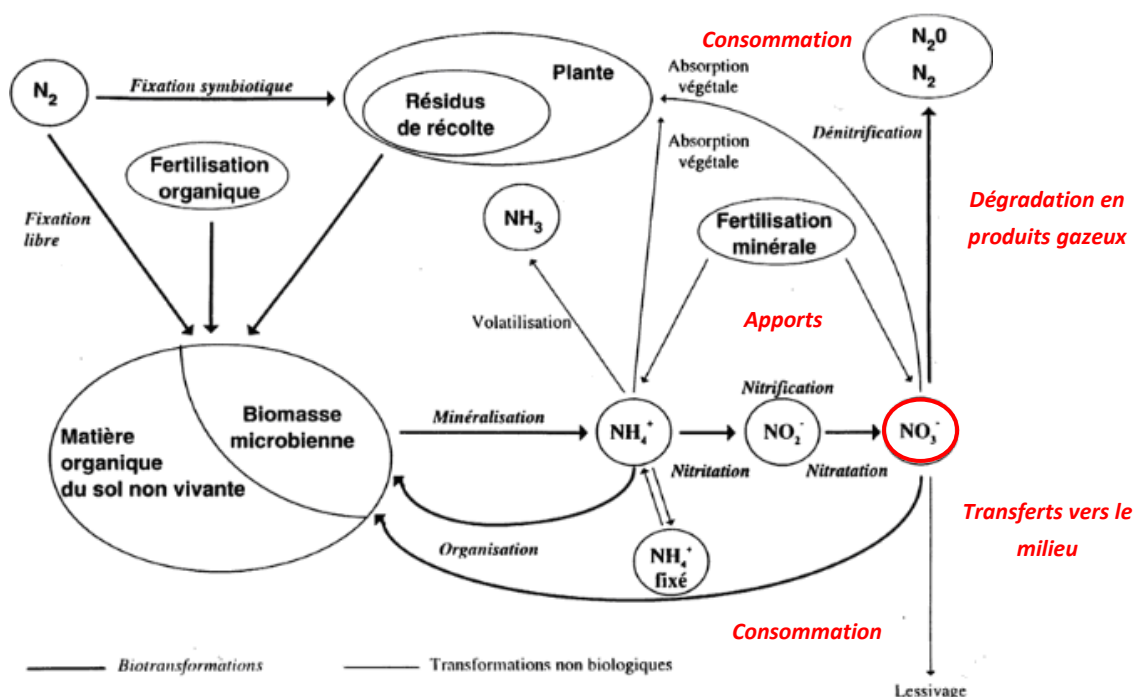 Consommation
N₂0
N₂
Absorption
végétale
Plante
Fixation symbiotique
N₂
Résidus
de récolte
Absorption
végétale
Dénitrification
Fertilisation
organique
Dégradation en
produits gazeux
Fixation
libre
NH₃
Fertilisation
minérale
Volatilisation
Apports
Nitrification
Biomasse
microbienne
Minéralisation
NH₄⁺
NO₂⁻
NO₃⁻
Matière
organique
du sol non vivante
Nitritation
Nitratation
Transferts vers le
milieu
Organisation
NH₄⁺
fixé
Consommation
Biotransformations
Transformations non biologiques
Lessivage